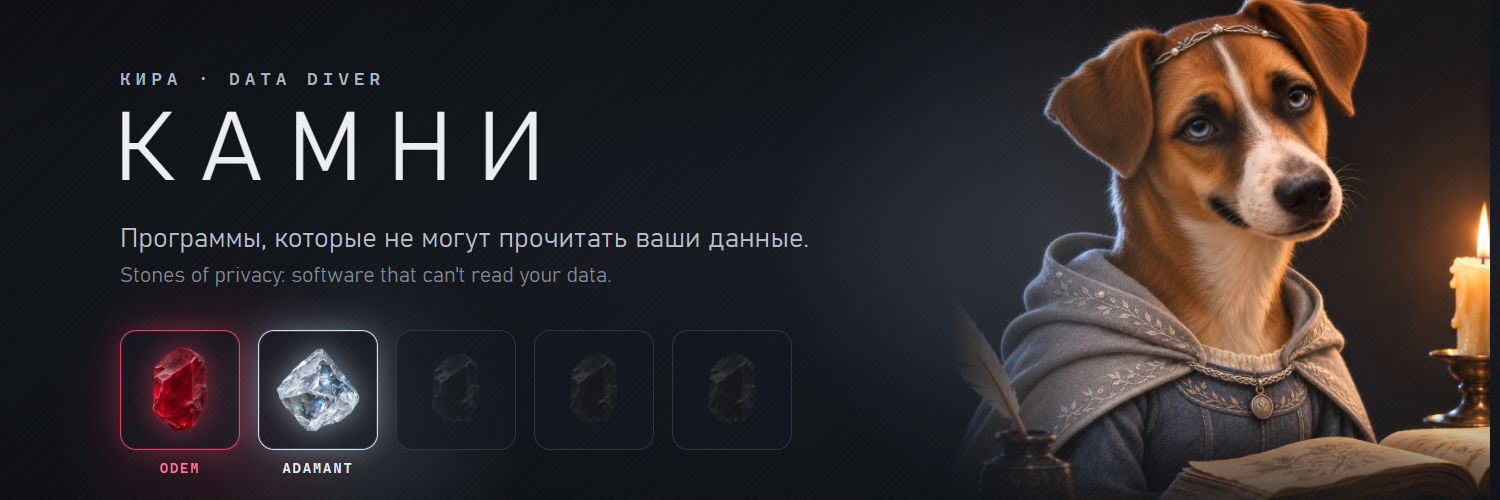 КИРА · DATA DIVER
КАМНИ
Программы, которые не могут прочитать ваши данные.
Stones of privacy: software that can't read your data.
ODEM
ADAMANT